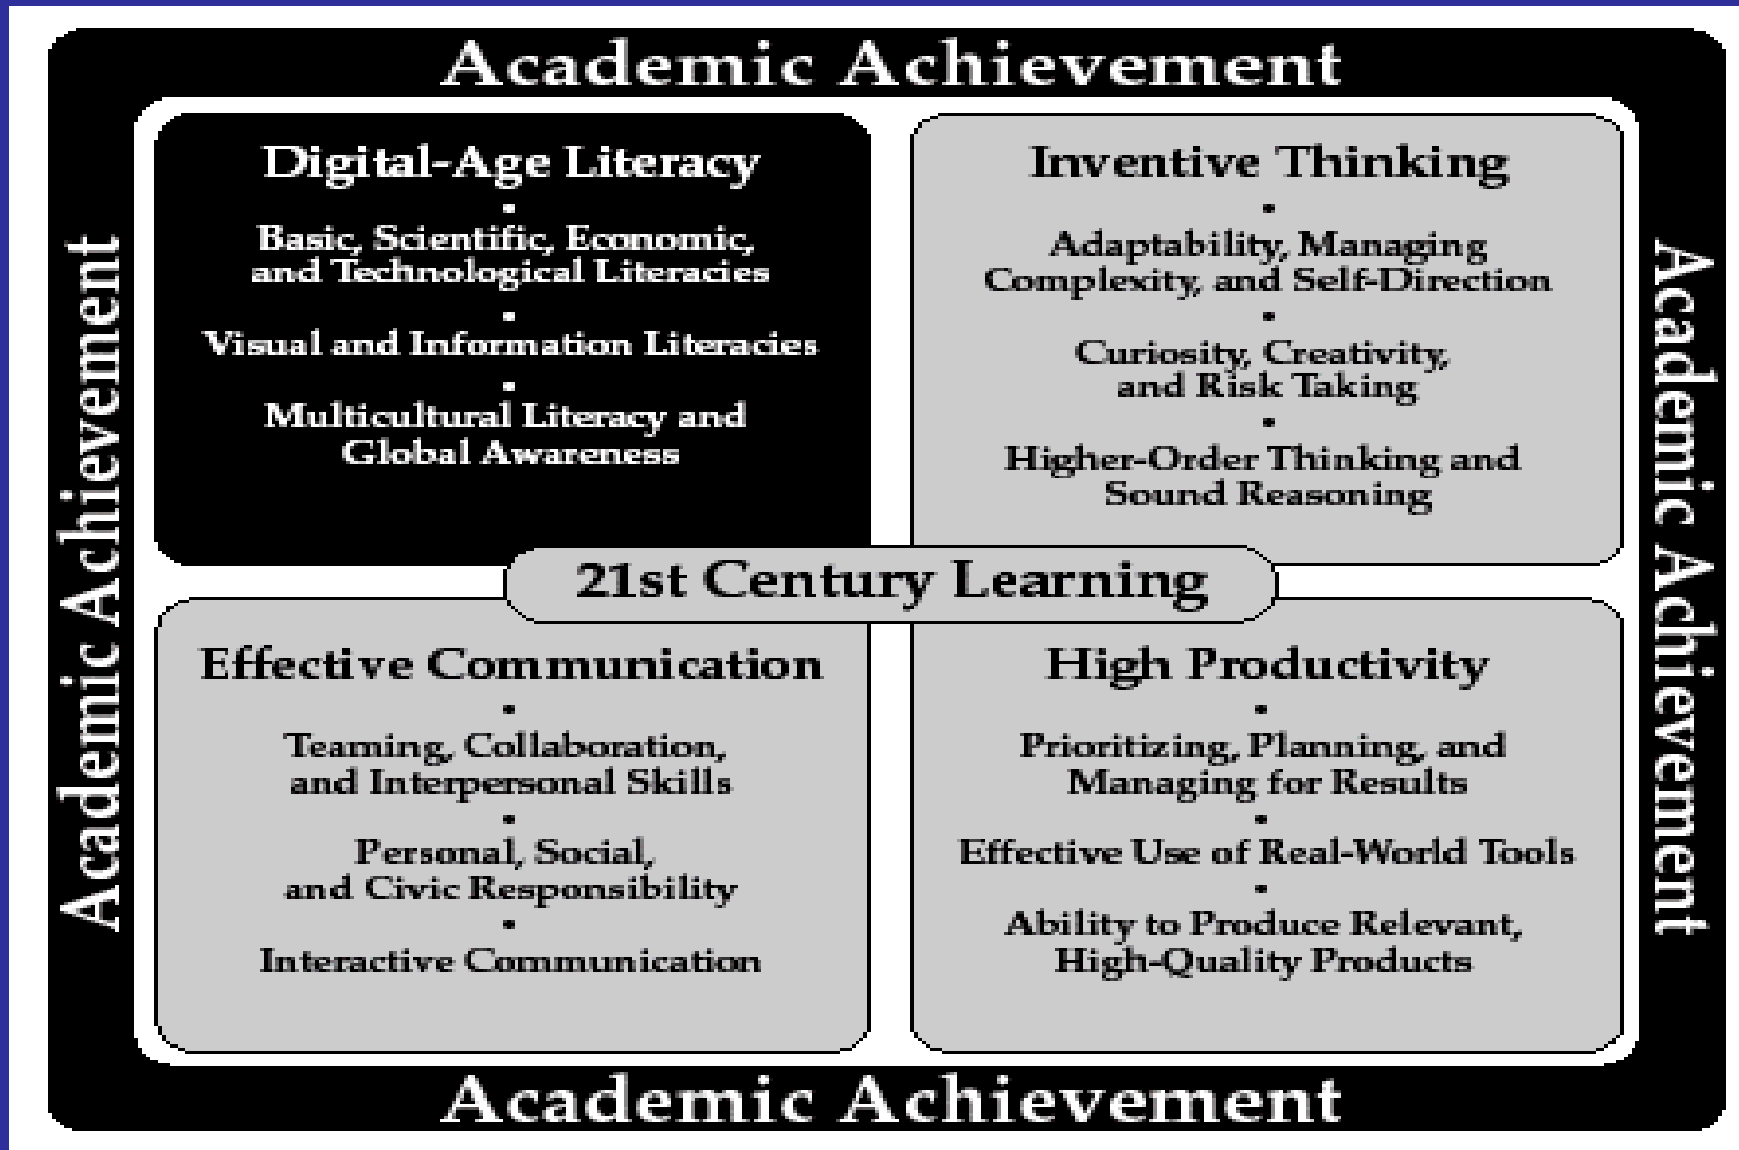 Academic Achievement
Academic Achievement
Digital-Age Literacy
•
Basic, Scientific, Economic,
and Technological Literacies
•
Visual and Information Literacies
•
Multicultural Literacy and
Global Awareness
Inventive Thinking
•
Adaptability, Managing
Complexity, and Self-Direction
•
Curiosity, Creativity,
and Risk Taking
•
Higher-Order Thinking and
Sound Reasoning
21st Century Learning
Effective Communication
•
Teaming, Collaboration,
and Interpersonal Skills
•
Personal, Social,
and Civic Responsibility
•
Interactive Communication
High Productivity
•
Prioritizing, Planning, and
Managing for Results
•
Effective Use of Real-World Tools
•
Ability to Produce Relevant,
High-Quality Products
Academic Achievement
Academic Achievement